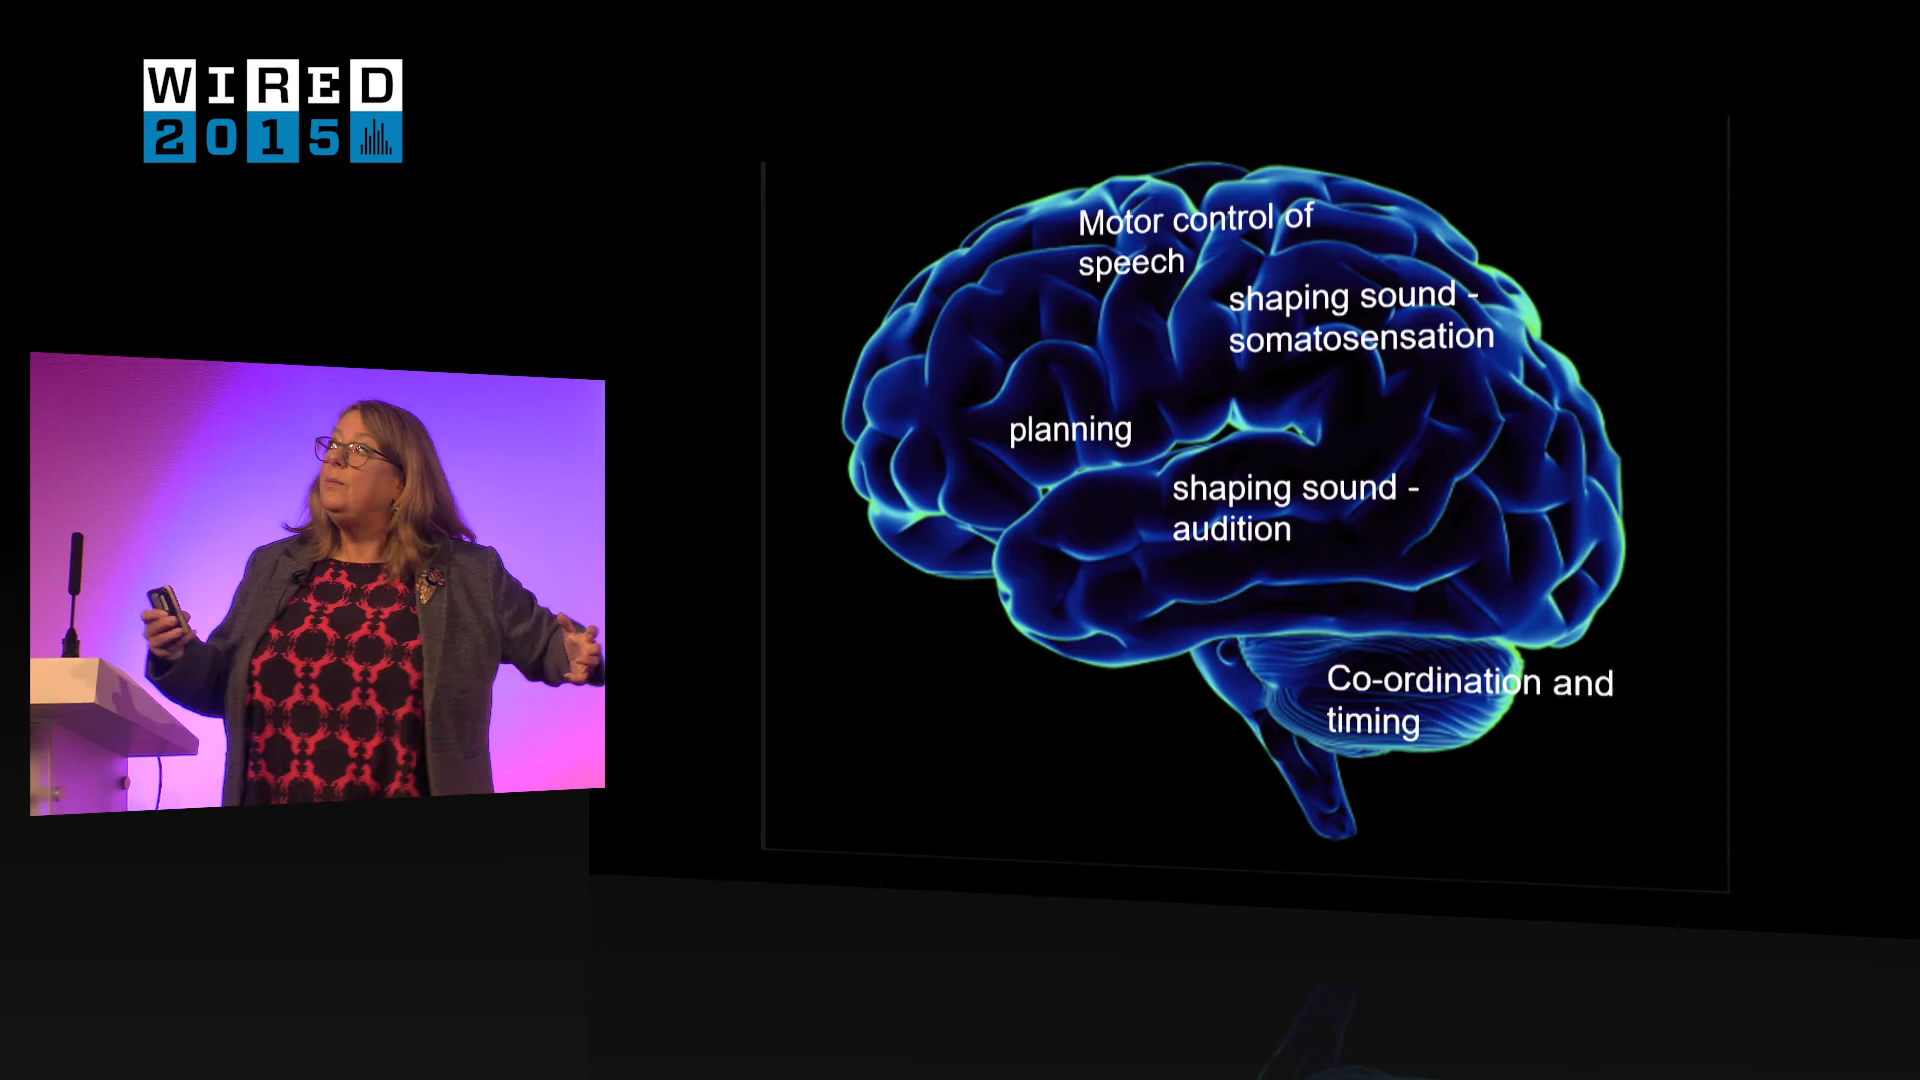 WIRED
2015
Motor control of
speech
shaping sound -
somatosensation
planning
shaping sound -
audition
Co-ordination and
timing